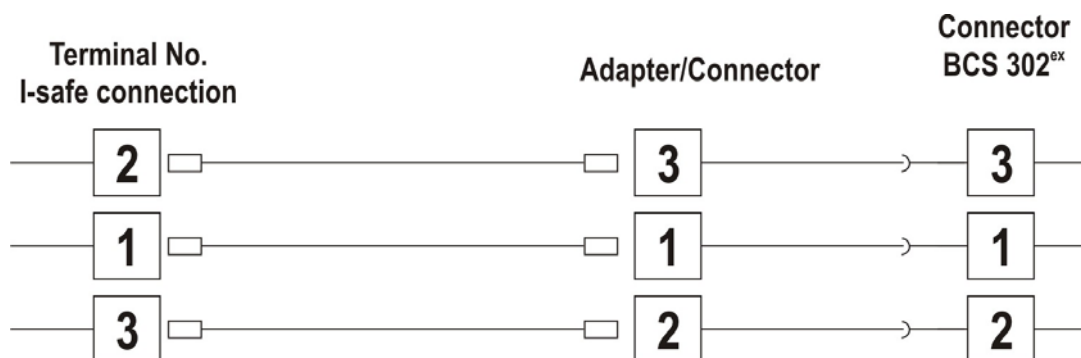 Terminal No.
I-safe connection
Adapter/Connector
Connector
BCS 302ex
2 3 3
1 1 1
3 2 2